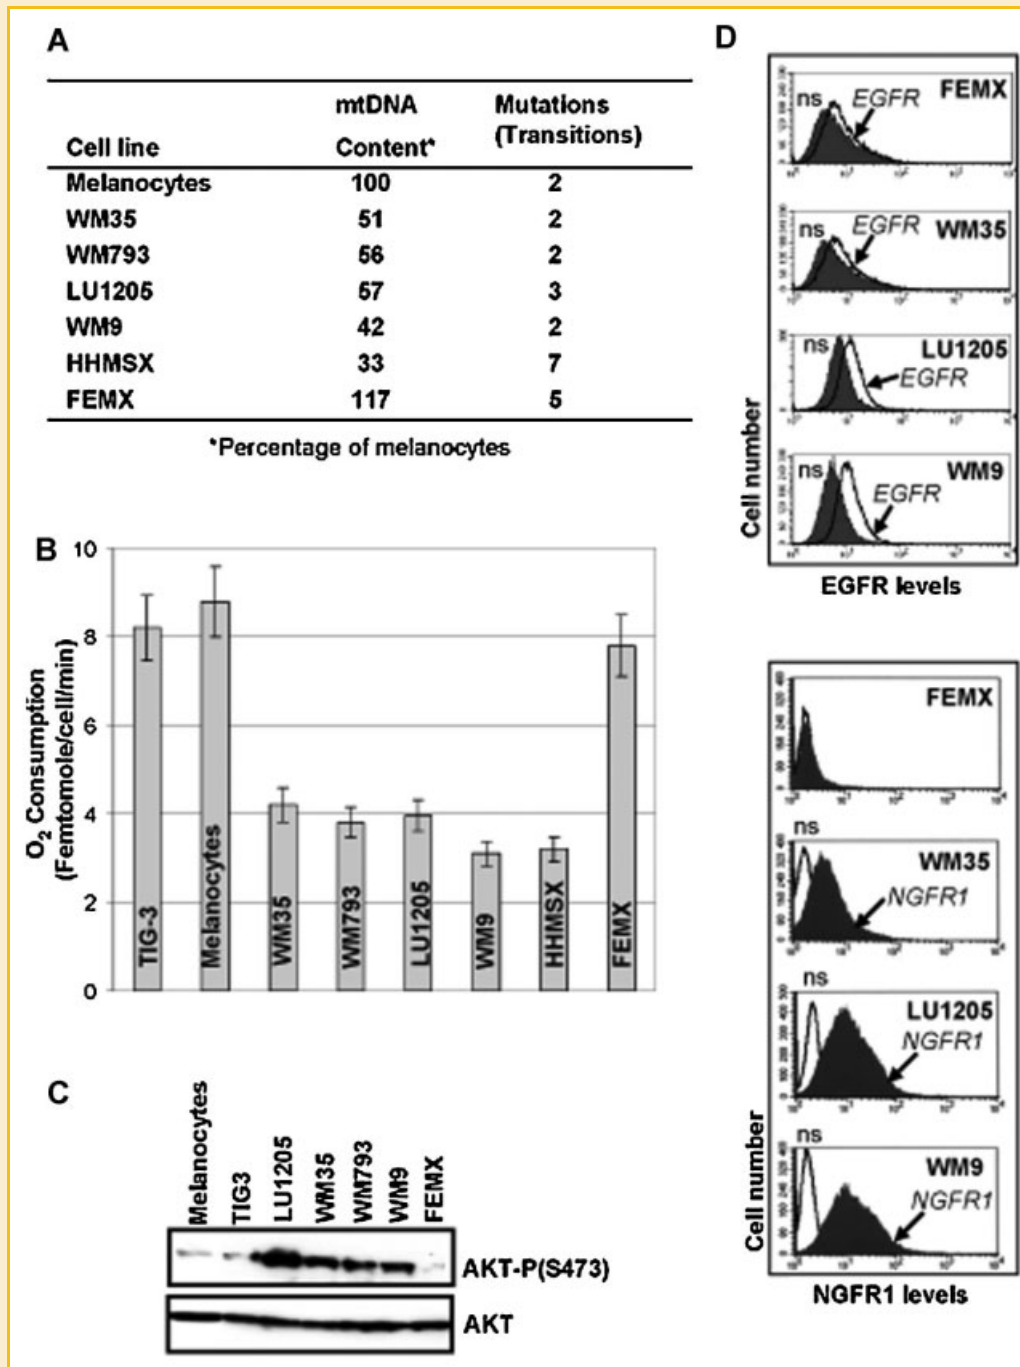 A
Cell line mtDNA Content* Mutations (Transitions)
Melanocytes 100 2
WM35 51 2
WM793 56 2
LU1205 57 3
WM9 42 2
HHMSX 33 7
FEMX 117 5
*Percentage of melanocytes
B
O2 Consumption
(Femtomole/cell/min)
10
8
6
4
2
0
TIG-3
Melanocytes
WM35
WM793
LU1205
WM9
HHMSX
FEMX
C
Melanocytes
TIG3
LU1205
WM35
WM793
WM9
FEMX
AKT-P(S473)
AKT
D
ns EGFR FEMX
ns EGFR WM35
ns LU1205
EGFR
ns WM9
EGFR
Cell number
EGFR levels
FEMX
ns
WM35
NGFR1
ns
LU1205
NGFR1
ns
WM9
NGFR1
Cell number
NGFR1 levels